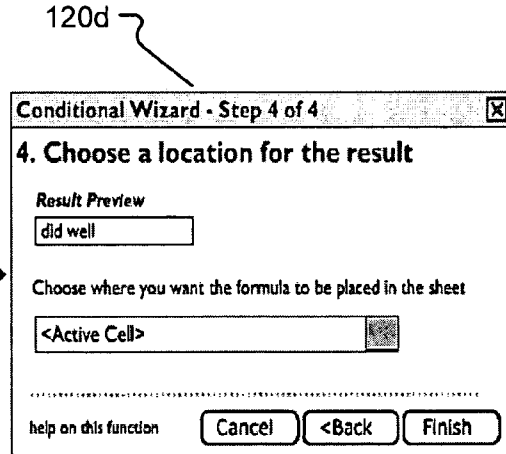 120d
Conditional Wizard - Step 4 of 4
4. Choose a location for the result
Result Preview
did well
Choose where you want the formula to be placed in the sheet
<Active Cell>
help on this function Cancel <Back Finish